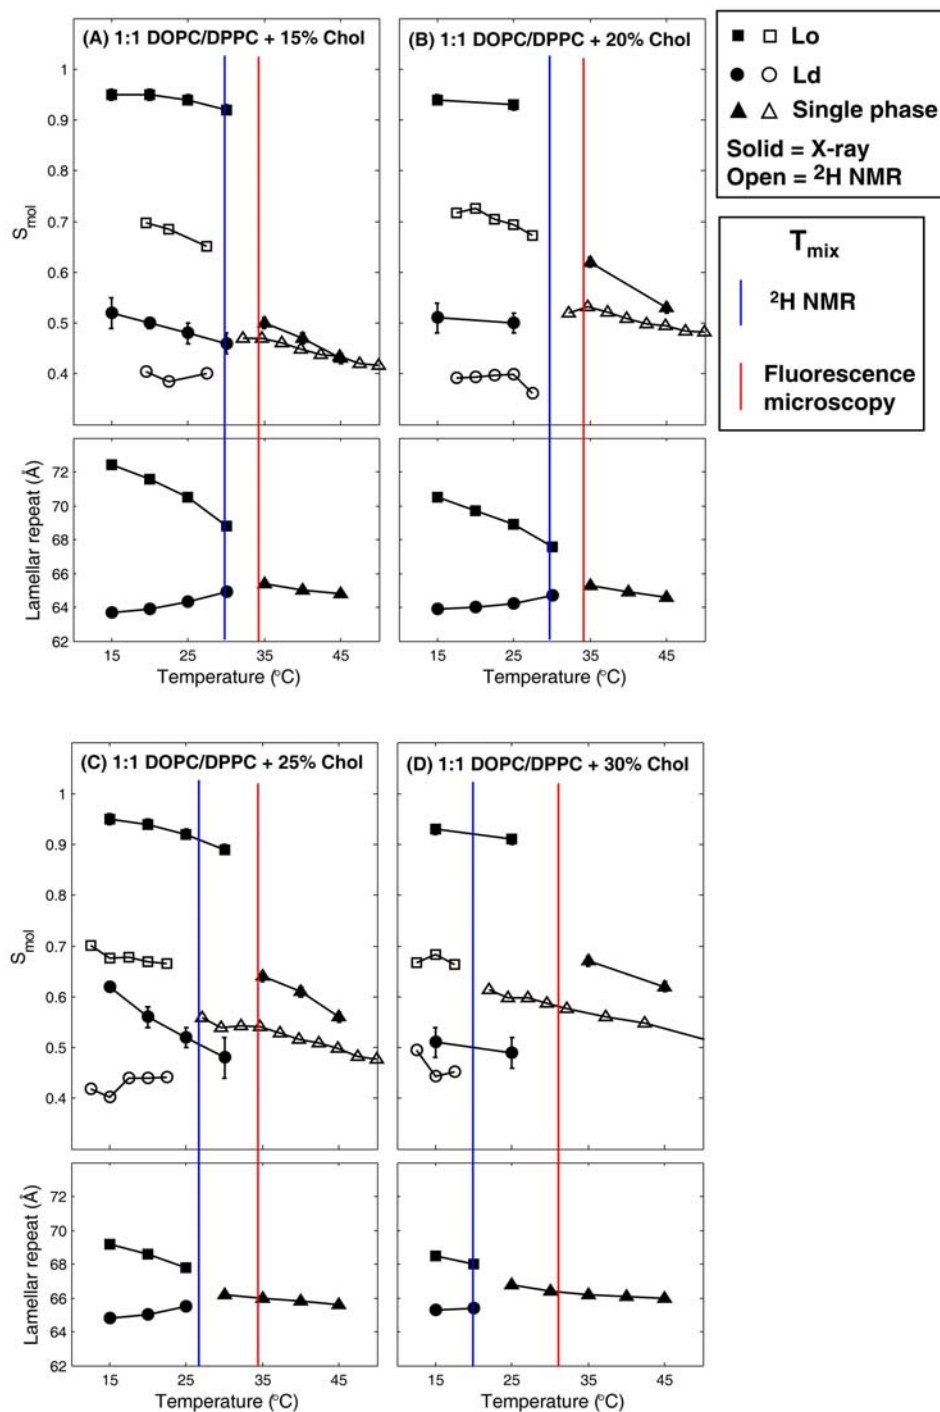 (A) 1:1 DOPC/DPPC + 15% Chol
1
0.9
0.8
0.7
0.6
0.5
0.4
S_mol
72
70
68
66
64
62
Lamellar repeat (Å)
15 25 35 45
Temperature (°C)
(B) 1:1 DOPC/DPPC + 20% Chol
15 25 35 45
Temperature (°C)
Lo
Ld
Single phase
Solid = X-ray
Open = ²H NMR
T_mix
²H NMR
Fluorescence
microscopy
(C) 1:1 DOPC/DPPC + 25% Chol
1
0.9
0.8
0.7
0.6
0.5
0.4
S_mol
72
70
68
66
64
62
Lamellar repeat (Å)
15 25 35 45
Temperature (°C)
(D) 1:1 DOPC/DPPC + 30% Chol
15 25 35 45
Temperature (°C)